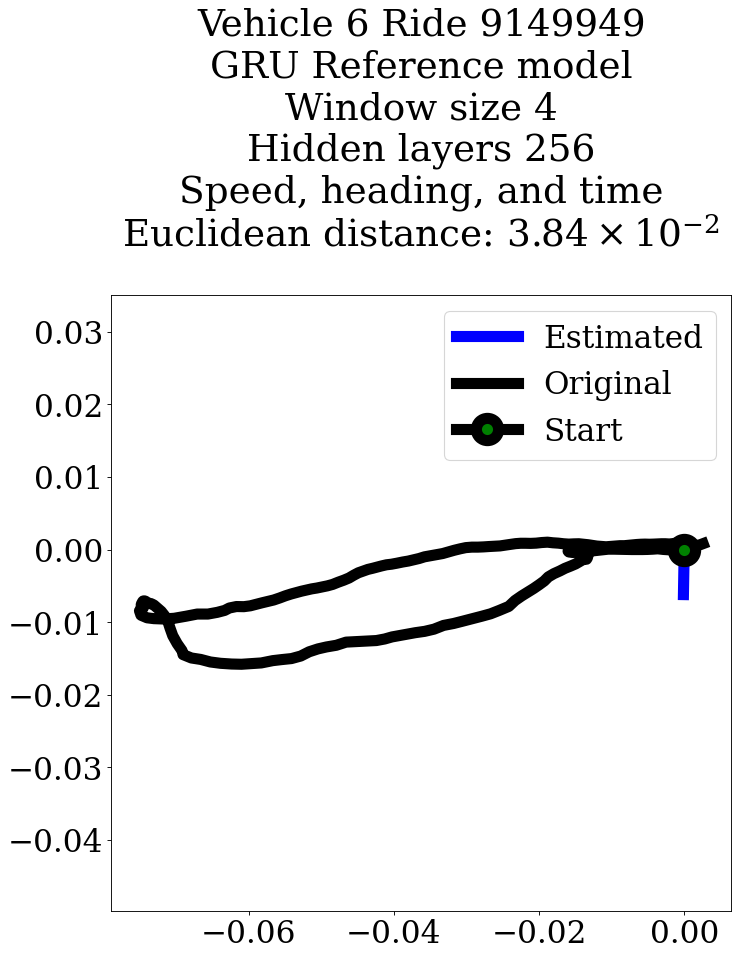 Vehicle 6 Ride 9149949
GRU Reference model
Window size 4
Hidden layers 256
Speed, heading, and time
Euclidean distance: 3.84 × 10⁻²
Estimated
Original
Start
0.03
0.02
0.01
0.00
−0.01
−0.02
−0.03
−0.04
−0.06 −0.04 −0.02 0.00